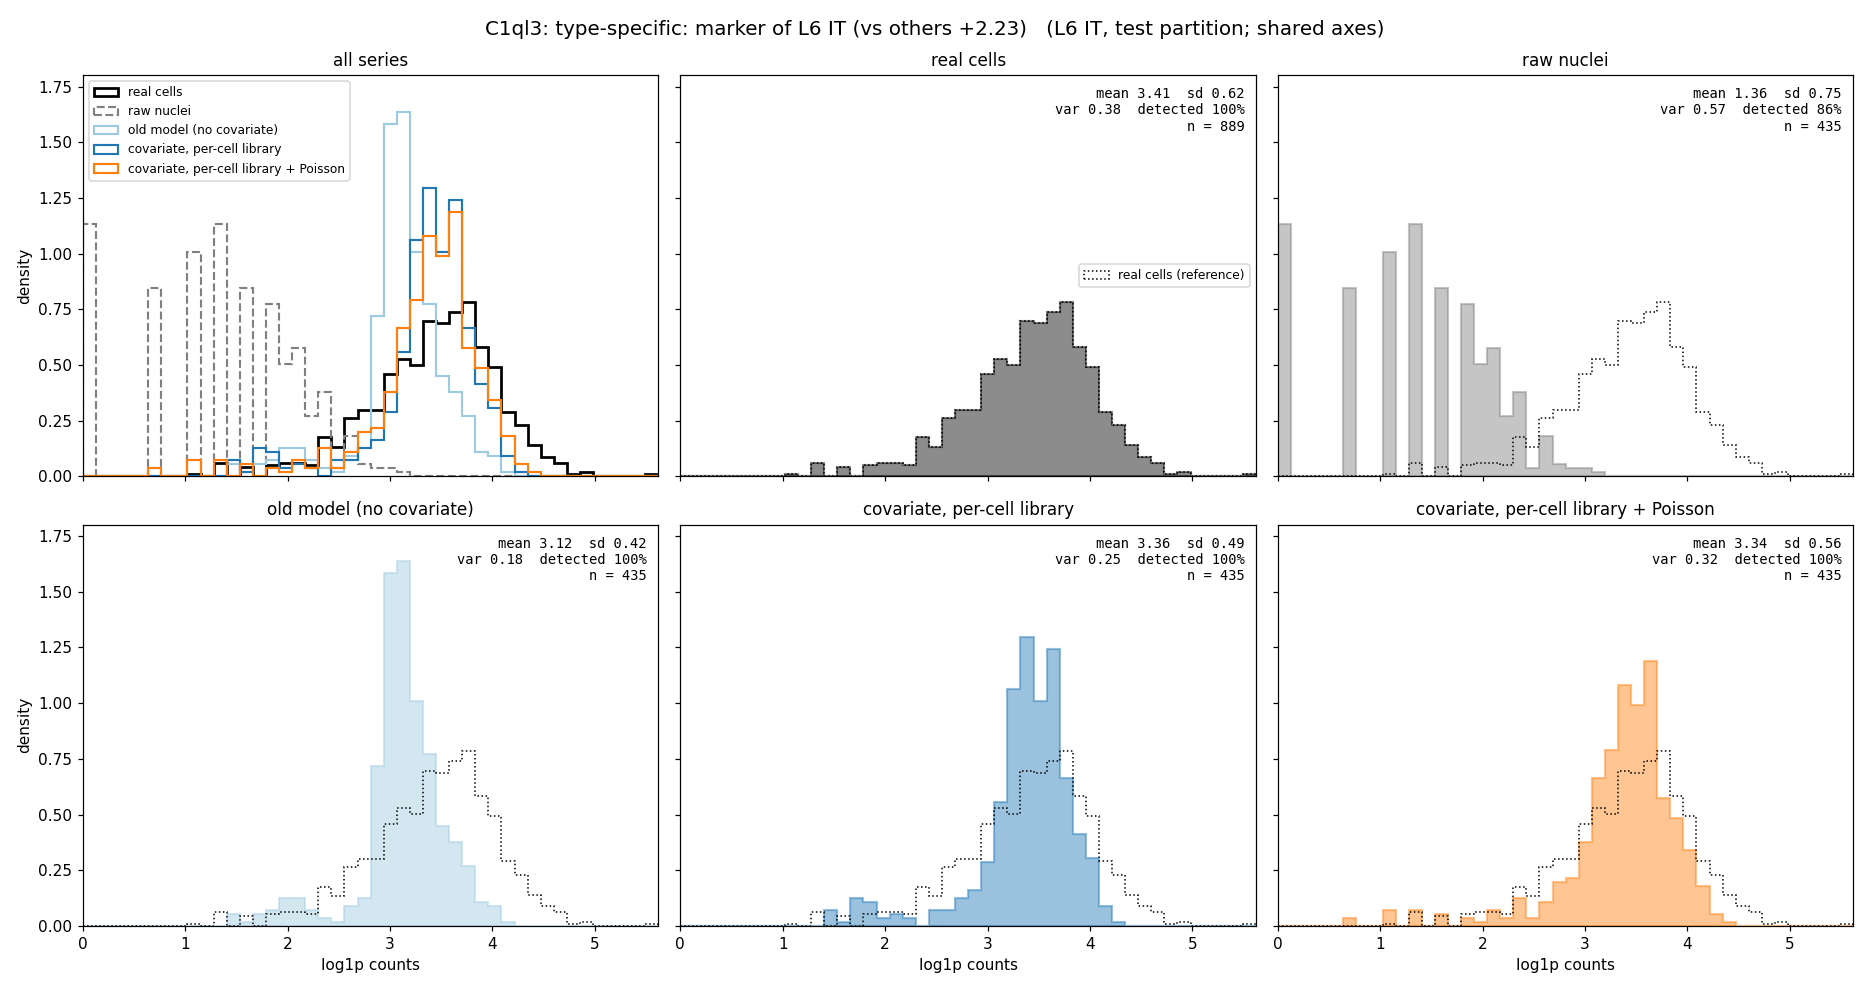 C1ql3: type-specific: marker of L6 IT (vs others +2.23)   (L6 IT, test partition; shared axes)
all series
real cells
raw nuclei
old model (no covariate)
covariate, per-cell library
covariate, per-cell library + Poisson
density
1.75
1.50
1.25
1.00
0.75
0.50
0.25
0.00
real cells
mean 3.41  sd 0.62
var 0.38  detected 100%
n = 889
real cells (reference)
raw nuclei
mean 1.36  sd 0.75
var 0.57  detected 86%
n = 435
old model (no covariate)
mean 3.12  sd 0.42
var 0.18  detected 100%
n = 435
density
1.75
1.50
1.25
1.00
0.75
0.50
0.25
0.00
0 1 2 3 4 5
log1p counts
covariate, per-cell library
mean 3.36  sd 0.49
var 0.25  detected 100%
n = 435
0 1 2 3 4 5
log1p counts
covariate, per-cell library + Poisson
mean 3.34  sd 0.56
var 0.32  detected 100%
n = 435
0 1 2 3 4 5
log1p counts